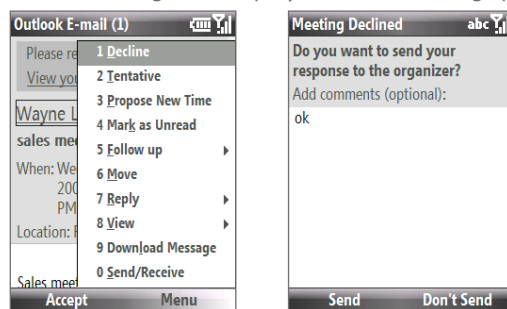 Outlook E-mail (1)
Please re
View you
Wayne L
sales mee
When: We
200
PM
Location:
Sales meet
1 Decline
2 Tentative
3 Propose New Time
4 Mark as Unread
5 Follow up
6 Move
7 Reply
8 View
9 Download Message
0 Send/Receive
Accept Menu
Meeting Declined abc
Do you want to send your
response to the organizer?
Add comments (optional):
ok
Send Don't Send